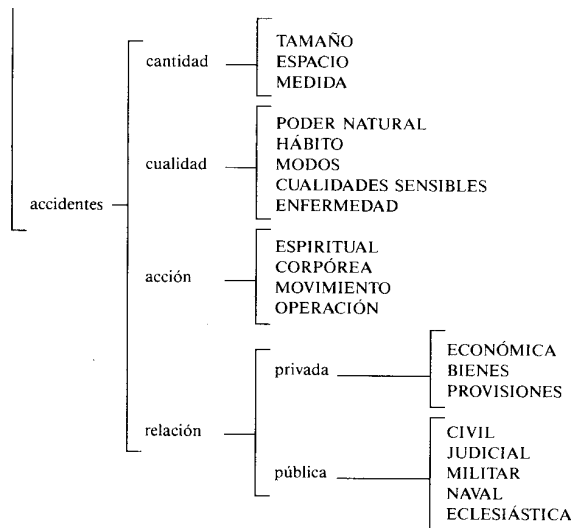 accidentes
cantidad
TAMAÑO
ESPACIO
MEDIDA
cualidad
PODER NATURAL
HÁBITO
MODOS
CUALIDADES SENSIBLES
ENFERMEDAD
acción
ESPIRITUAL
CORPÓREA
MOVIMIENTO
OPERACIÓN
relación
privada
ECONÓMICA
BIENES
PROVISIONES
pública
CIVIL
JUDICIAL
MILITAR
NAVAL
ECLESIÁSTICA